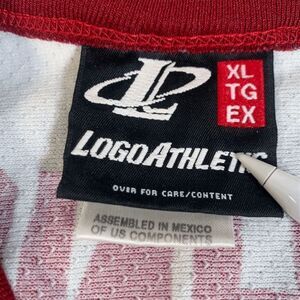 XL
TG
EX
LOGOATHLETIC
OVER FOR CARE/CONTENT
ASSEMBLED IN MEXICO
OF US COMPONENTS